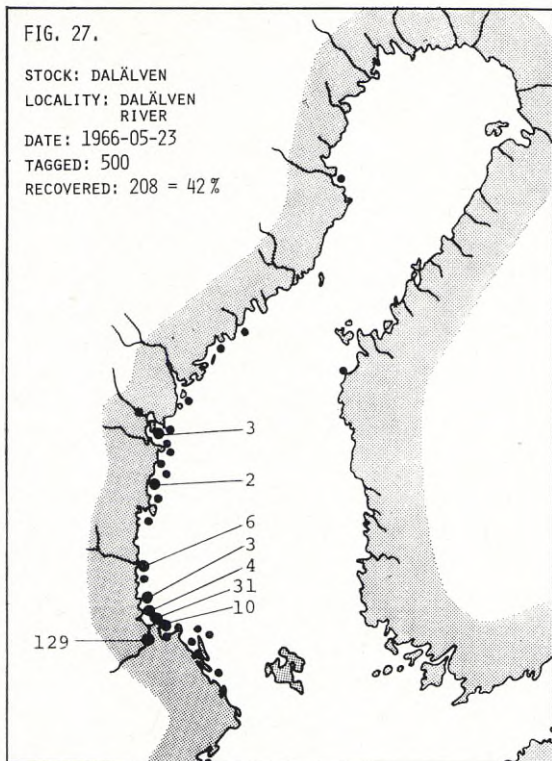 FIG. 27.
STOCK: DALÄLVEN
LOCALITY: DALÄLVEN
RIVER
DATE: 1966-05-23
TAGGED: 500
RECOVERED: 208 = 42 %
3
2
6
3
4
31
10
129